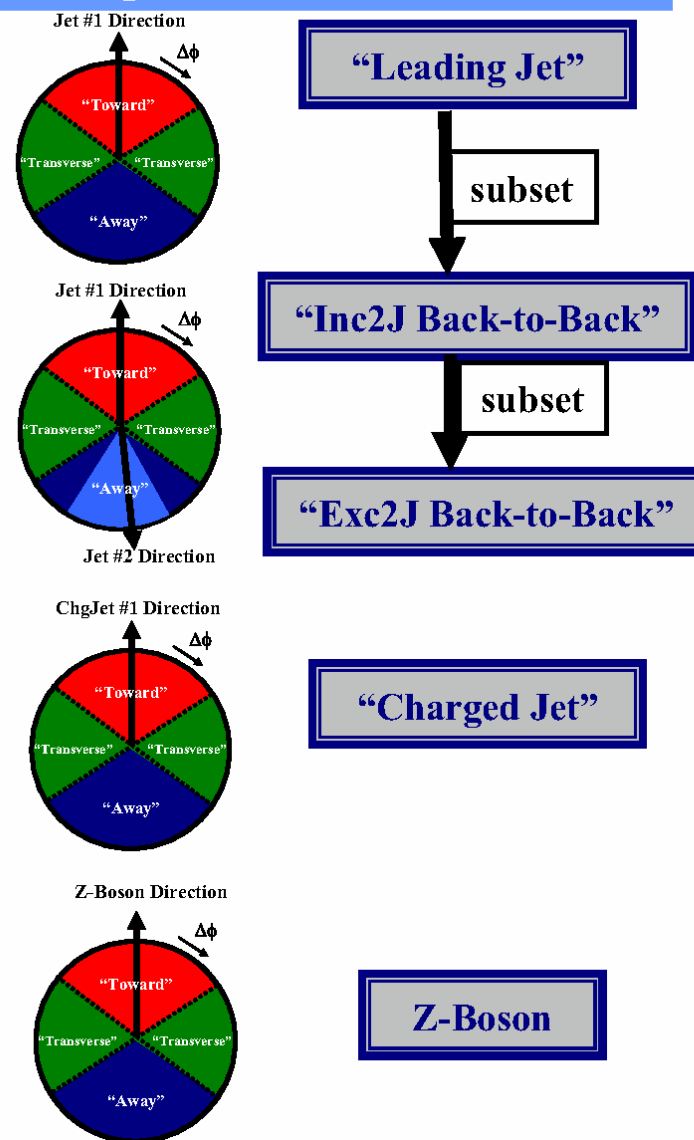 Jet #1 Direction
Δϕ
“Toward”
“Transverse” “Transverse”
“Away”
“Leading Jet”
subset
Jet #1 Direction
Δϕ
“Toward”
“Transverse” “Transverse”
“Away”
Jet #2 Direction
“Inc2J Back-to-Back”
subset
“Exc2J Back-to-Back”
ChgJet #1 Direction
Δϕ
“Toward”
“Transverse” “Transverse”
“Away”
“Charged Jet”
Z-Boson Direction
Δϕ
“Toward”
“Transverse” “Transverse”
“Away”
Z-Boson